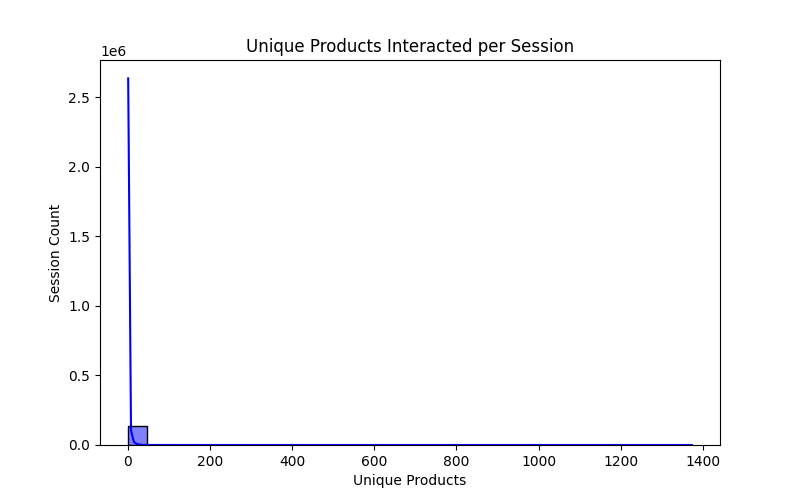 Unique Products Interacted per Session
1e6
2.5
2.0
1.5
1.0
0.5
0.0
Session Count
0 200 400 600 800 1000 1200 1400
Unique Products